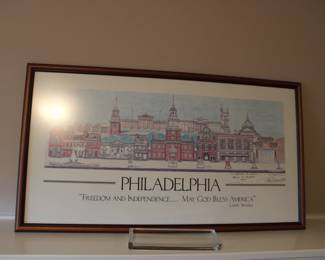 PHILADELPHIA
"FREEDOM AND INDEPENDENCE..... MAY GOD BLESS AMERICA"